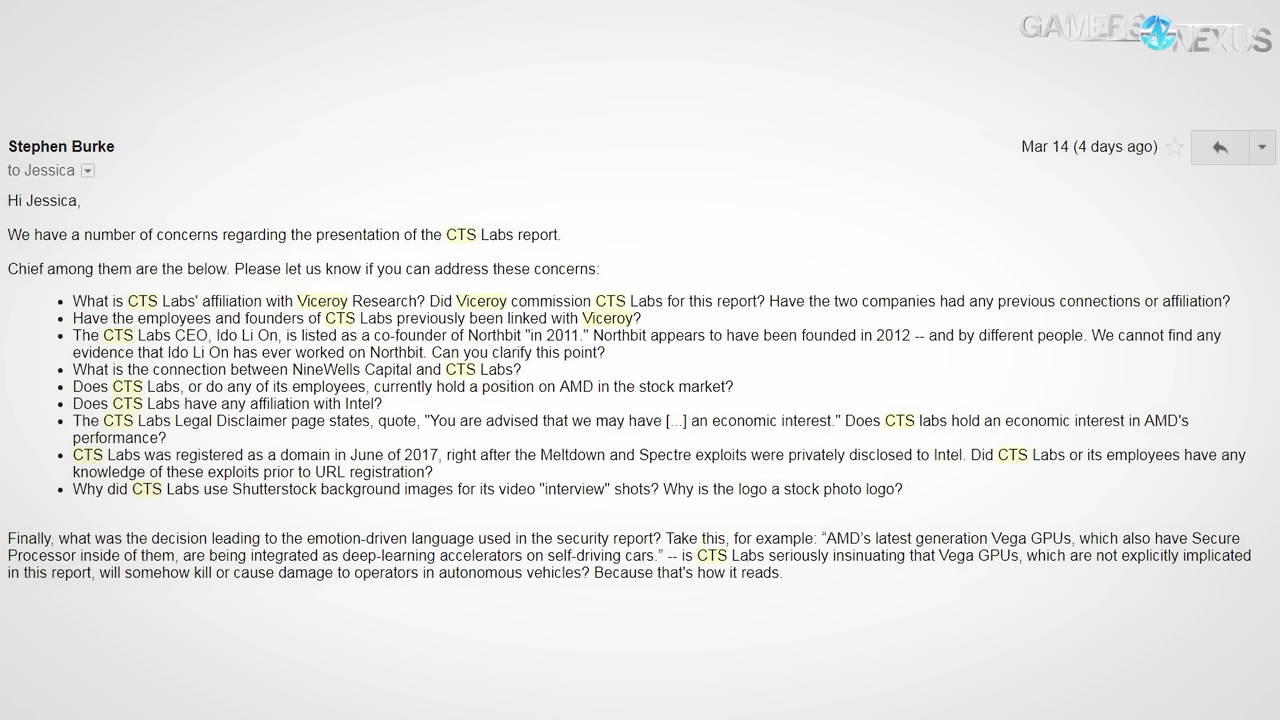 GAMERS NEXUS
Stephen Burke
Mar 14 (4 days ago)
to Jessica
Hi Jessica,
We have a number of concerns regarding the presentation of the CTS Labs report.
Chief among them are the below. Please let us know if you can address these concerns:
• What is CTS Labs' affiliation with Viceroy Research? Did Viceroy commission CTS Labs for this report? Have the two companies had any previous connections or affiliation?
• Have the employees and founders of CTS Labs previously been linked with Viceroy?
• The CTS Labs CEO, Ido Li On, is listed as a co-founder of Northbit "in 2011." Northbit appears to have been founded in 2012 -- and by different people. We cannot find any
evidence that Ido Li On has ever worked on Northbit. Can you clarify this point?
• What is the connection between NineWells Capital and CTS Labs?
• Does CTS Labs, or do any of its employees, currently hold a position on AMD in the stock market?
• Does CTS Labs have any affiliation with Intel?
• The CTS Labs Legal Disclaimer page states, quote, "You are advised that we may have [...] an economic interest." Does CTS labs hold an economic interest in AMD's
performance?
• CTS Labs was registered as a domain in June of 2017, right after the Meltdown and Spectre exploits were privately disclosed to Intel. Did CTS Labs or its employees have any
knowledge of these exploits prior to URL registration?
• Why did CTS Labs use Shutterstock background images for its video "interview" shots? Why is the logo a stock photo logo?
Finally, what was the decision leading to the emotion-driven language used in the security report? Take this, for example: “AMD’s latest generation Vega GPUs, which also have Secure
Processor inside of them, are being integrated as deep-learning accelerators on self-driving cars.” -- is CTS Labs seriously insinuating that Vega GPUs, which are not explicitly implicated
in this report, will somehow kill or cause damage to operators in autonomous vehicles? Because that's how it reads.